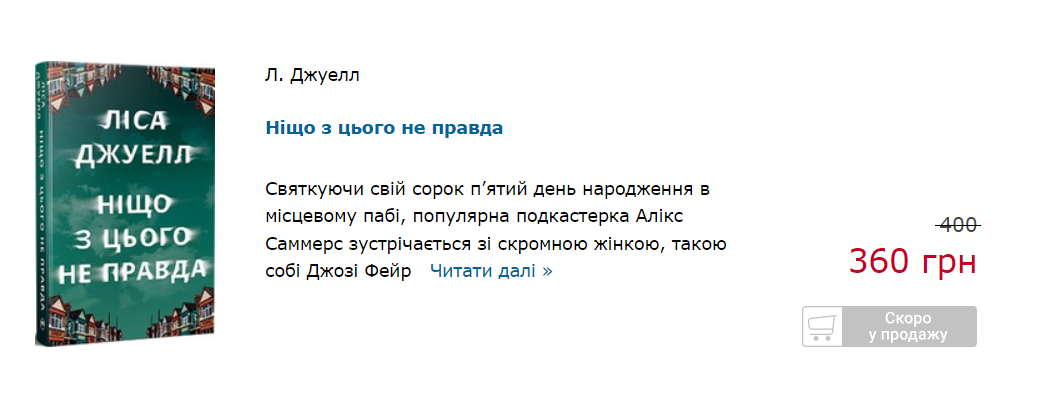 ЛІСА
ДЖУЕЛЛ
НІЩО
З ЦЬОГО
НЕ ПРАВДА
ЛІСА ДЖУЕЛЛ НІЩО З ЦЬОГО НЕ ПРАВДА
Л. Джуелл
Ніщо з цього не правда
Святкуючи свій сорок п’ятий день народження в
місцевому пабі, популярна подкастерка Алікс
Саммерс зустрічається зі скромною жінкою, такою
собі Джозі Фейр Читати далі »
400
360 грн
Скоро
у продажу